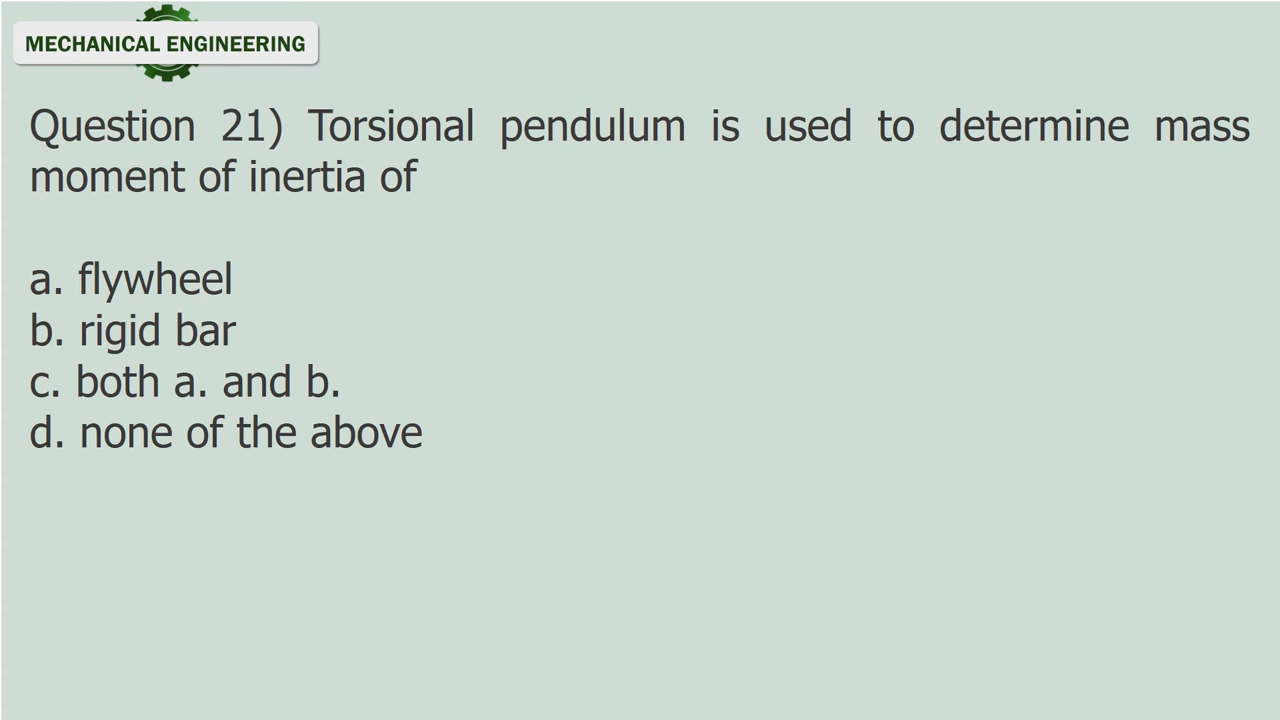 MECHANICAL ENGINEERING
Question 21) Torsional pendulum is used to determine mass
moment of inertia of
a. flywheel
b. rigid bar
c. both a. and b.
d. none of the above